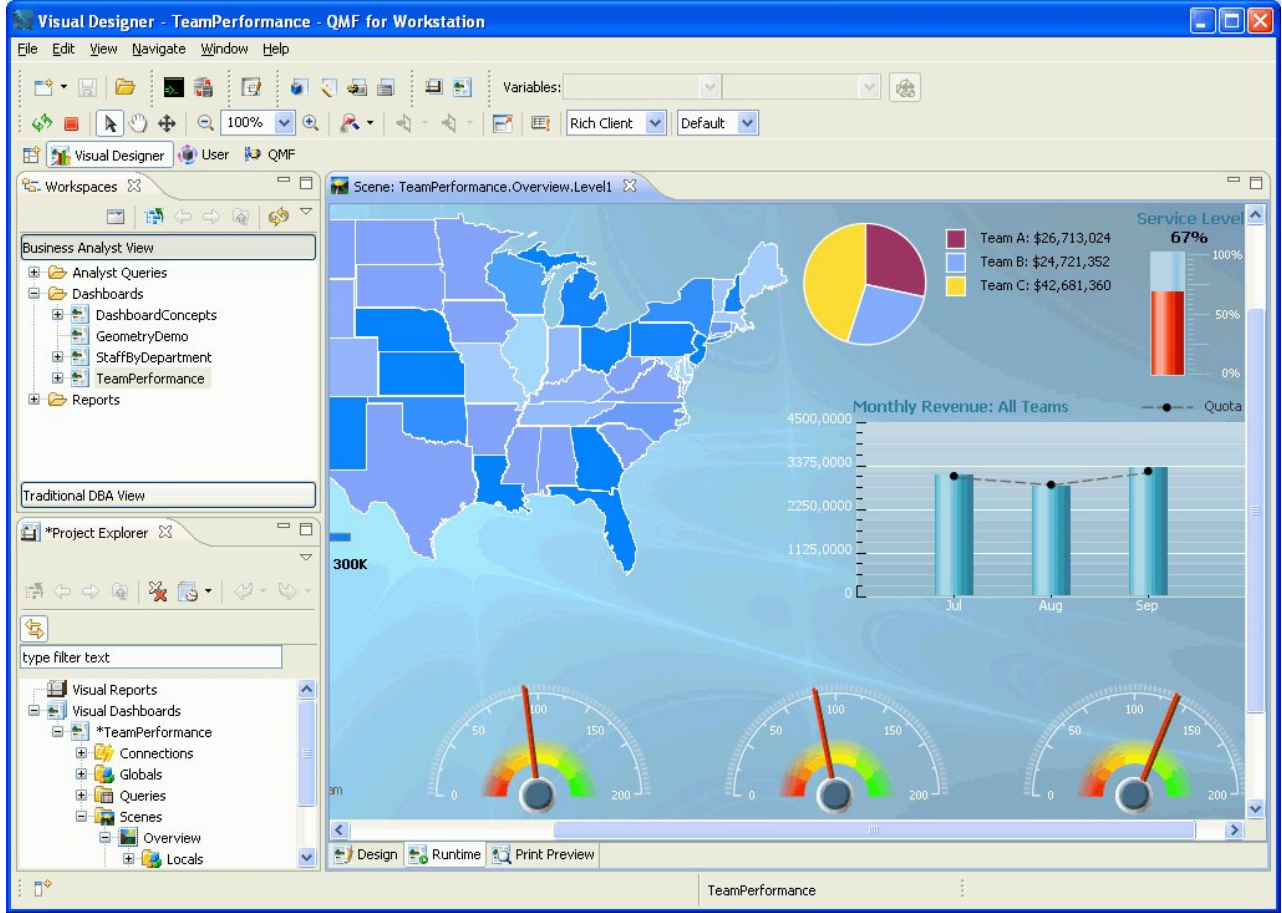 Visual Designer - TeamPerformance - QMF for Workstation
File Edit View Navigate Window Help
Variables:
100% Rich Client Default
Visual Designer User QMF
Workspaces
Business Analyst View
Analyst Queries
Dashboards
DashboardConcepts
GeometryDemo
StaffByDepartment
TeamPerformance
Reports
Traditional DBA View
*Project Explorer
type filter text
Visual Reports
Visual Dashboards
*TeamPerformance
Connections
Globals
Queries
Scenes
Overview
Locals
Scene: TeamPerformance.Overview.Level1
300K
Team A: $26,713,024
Team B: $24,721,352
Team C: $42,681,360
Service Level
67%
100%
50%
0%
Monthly Revenue: All Teams
Quota
4500,0000
3375,0000
2250,0000
1125,0000
0
Jul Aug Sep
0 50 100 150 200
0 50 100 150 200
0 50 100 150 200
am
Design Runtime Print Preview
TeamPerformance